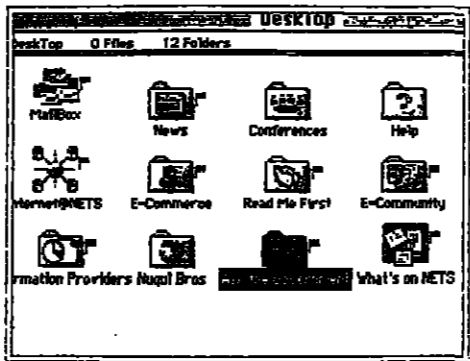 DeskTop
DeskTop 0 Files 12 Folders
MailBox News Conferences Help
nternet@NETS E-Commerce Read Me First E-Community
rmation Providers Nuqul Bros What's on NETS